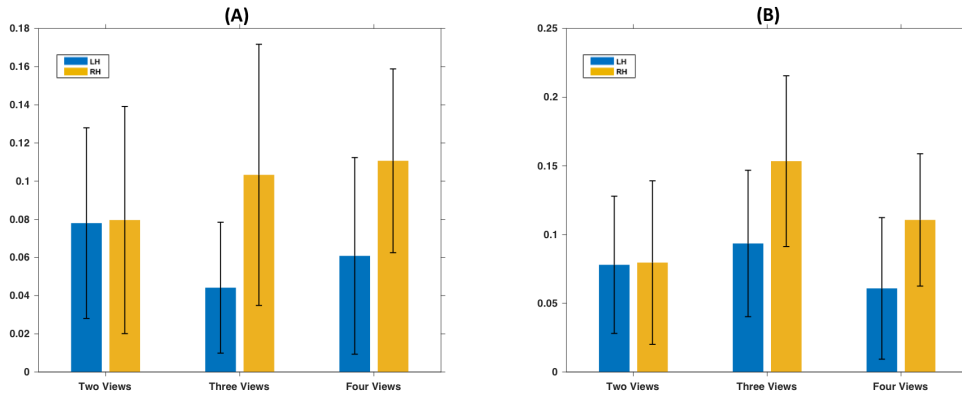 (A)
0.18
0.16
0.14
0.12
0.1
0.08
0.06
0.04
0.02
0
LH
RH
Two Views
Three Views
Four Views
(B)
0.25
0.2
0.15
0.1
0.05
0
LH
RH
Two Views
Three Views
Four Views